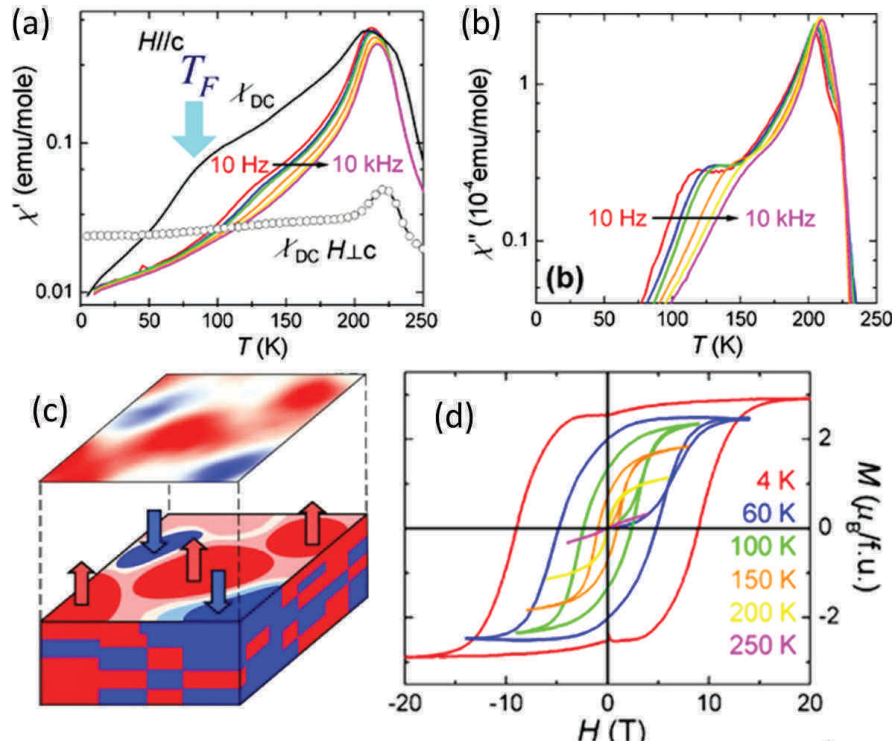 (a)
H//c
T_F
χ_DC
10 Hz
10 kHz
χ_DC H⊥c
χ' (emu/mole)
0.1
0.01
0 50 100 150 200 250
T (K)
(b)
1
0.1
10 Hz
10 kHz
(b)
χ'' (10⁻⁴emu/mole)
0 50 100 150 200 250
T (K)
(c)
(d)
4 K
60 K
100 K
150 K
200 K
250 K
2
0
-2
M (μ_B/f.u.)
-20 -10 0 10 20
H (T)